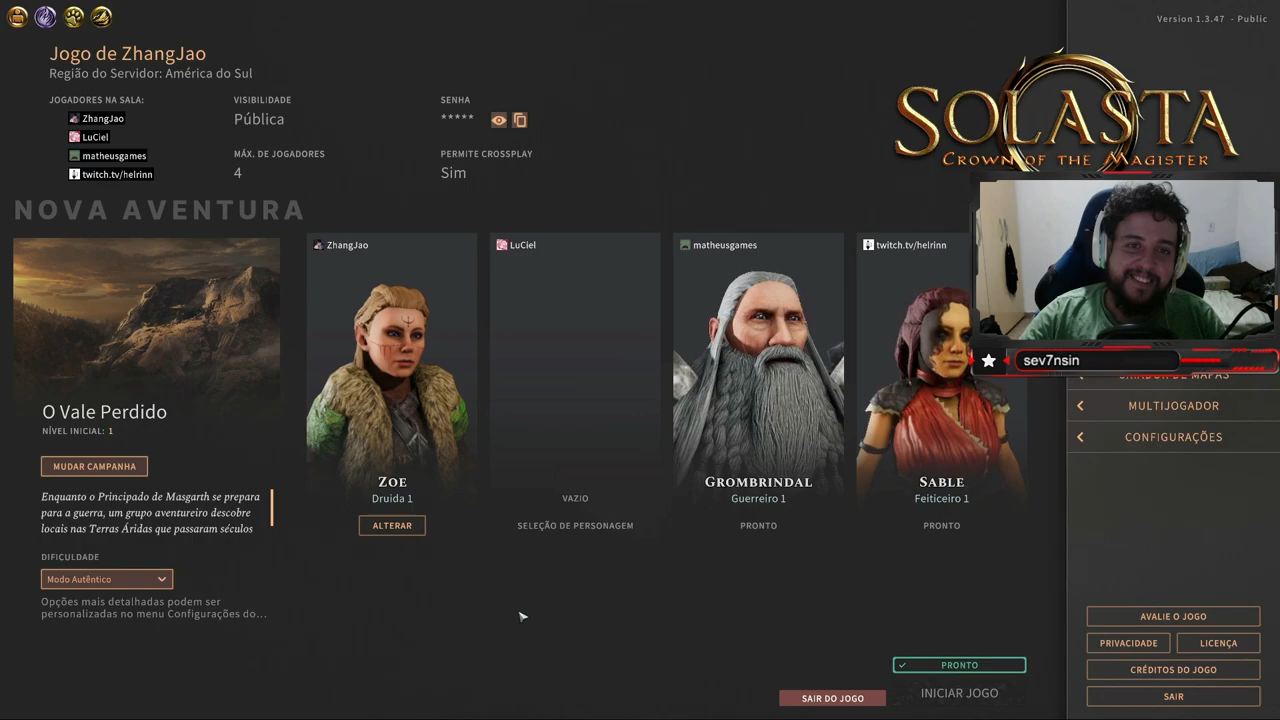 Version 1.3.47 - Public
Jogo de ZhangJao
Região do Servidor: América do Sul
JOGADORES NA SALA:
ZhangJao
LuCiel
matheusgames
twitch.tv/helrinn
VISIBILIDADE
Pública
SENHA
*****
MÁX. DE JOGADORES
4
PERMITE CROSSPLAY
Sim
SOLASTA
CROWN OF THE MAGISTER
NOVA AVENTURA
ZhangJao
LuCiel
matheusgames
twitch.tv/helrinn
sev7nsin
O Vale Perdido
NÍVEL INICIAL: 1
MUDAR CAMPANHA
Enquanto o Principado de Masgarth se prepara
para a guerra, um grupo aventureiro descobre
locais nas Terras Áridas que passaram séculos
DIFICULDADE
Modo Autêntico
Opções mais detalhadas podem ser
personalizadas no menu Configurações do...
ZOE
Druida 1
ALTERAR
VAZIO
SELEÇÃO DE PERSONAGEM
GROMBRINDAL
Guerreiro 1
PRONTO
SABLE
Feiticeiro 1
PRONTO
CRIADOR DE MAPAS
MULTIJOGADOR
CONFIGURAÇÕES
PRONTO
SAIR DO JOGO
INICIAR JOGO
AVALIE O JOGO
PRIVACIDADE
LICENÇA
CRÉDITOS DO JOGO
SAIR